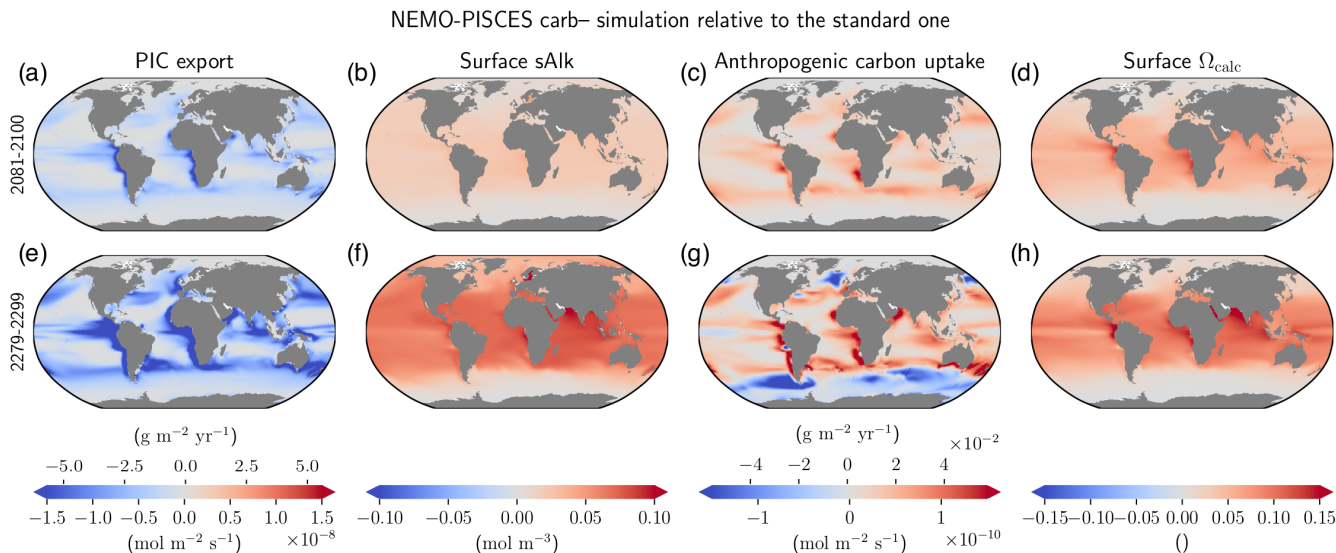 NEMO-PISCES carb– simulation relative to the standard one
(a) PIC export
(b) Surface sAlk
(c) Anthropogenic carbon uptake
(d) Surface Ωcalc
2081-2100
(e) (f) (g) (h)
2279-2299
(g m⁻² yr⁻¹)
−5.0 −2.5 0.0 2.5 5.0
−1.5 −1.0 −0.5 0.0 0.5 1.0 1.5
(mol m⁻² s⁻¹) ×10⁻⁸
−0.10 0.00 0.10
(mol m⁻³)
(g m⁻² yr⁻¹) ×10⁻²
−4 −2 0 2 4
−1 0 1
(mol m⁻² s⁻¹) ×10⁻¹⁰
−0.15 −0.10 −0.05 0.00 0.05 0.10 0.15
()